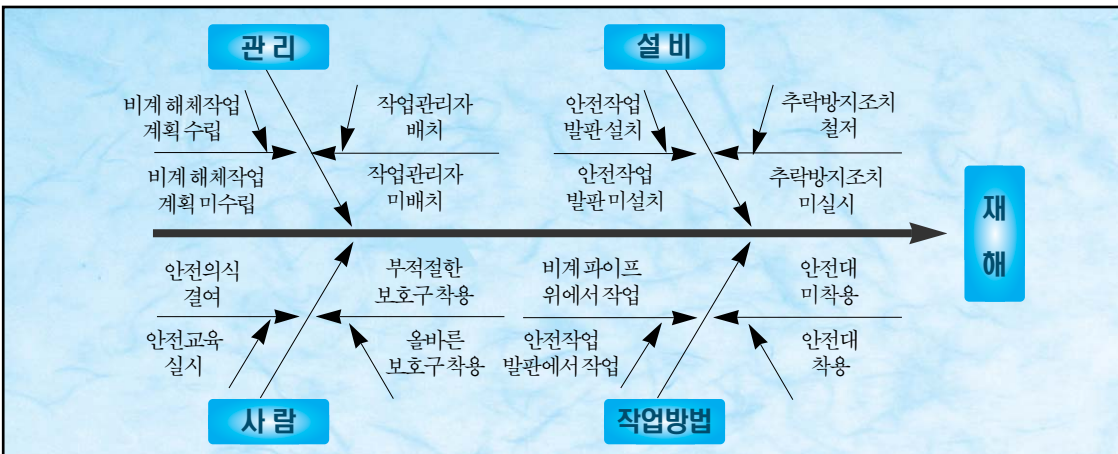 관 리
설 비
비계 해체작업
계획 수립
작업관리자
배치
안전작업
발판 설치
추락방지조치
철저
비계 해체작업
계획 미수립
작업관리자
미배치
안전작업
발판 미설치
추락방지조치
미실시
재
해
안전의식
결여
부적절한
보호구 착용
비계 파이프
위에서 작업
안전대
미착용
안전교육
실시
올바른
보호구 착용
안전작업
발판에서 작업
안전대
착용
사 람
작업방법